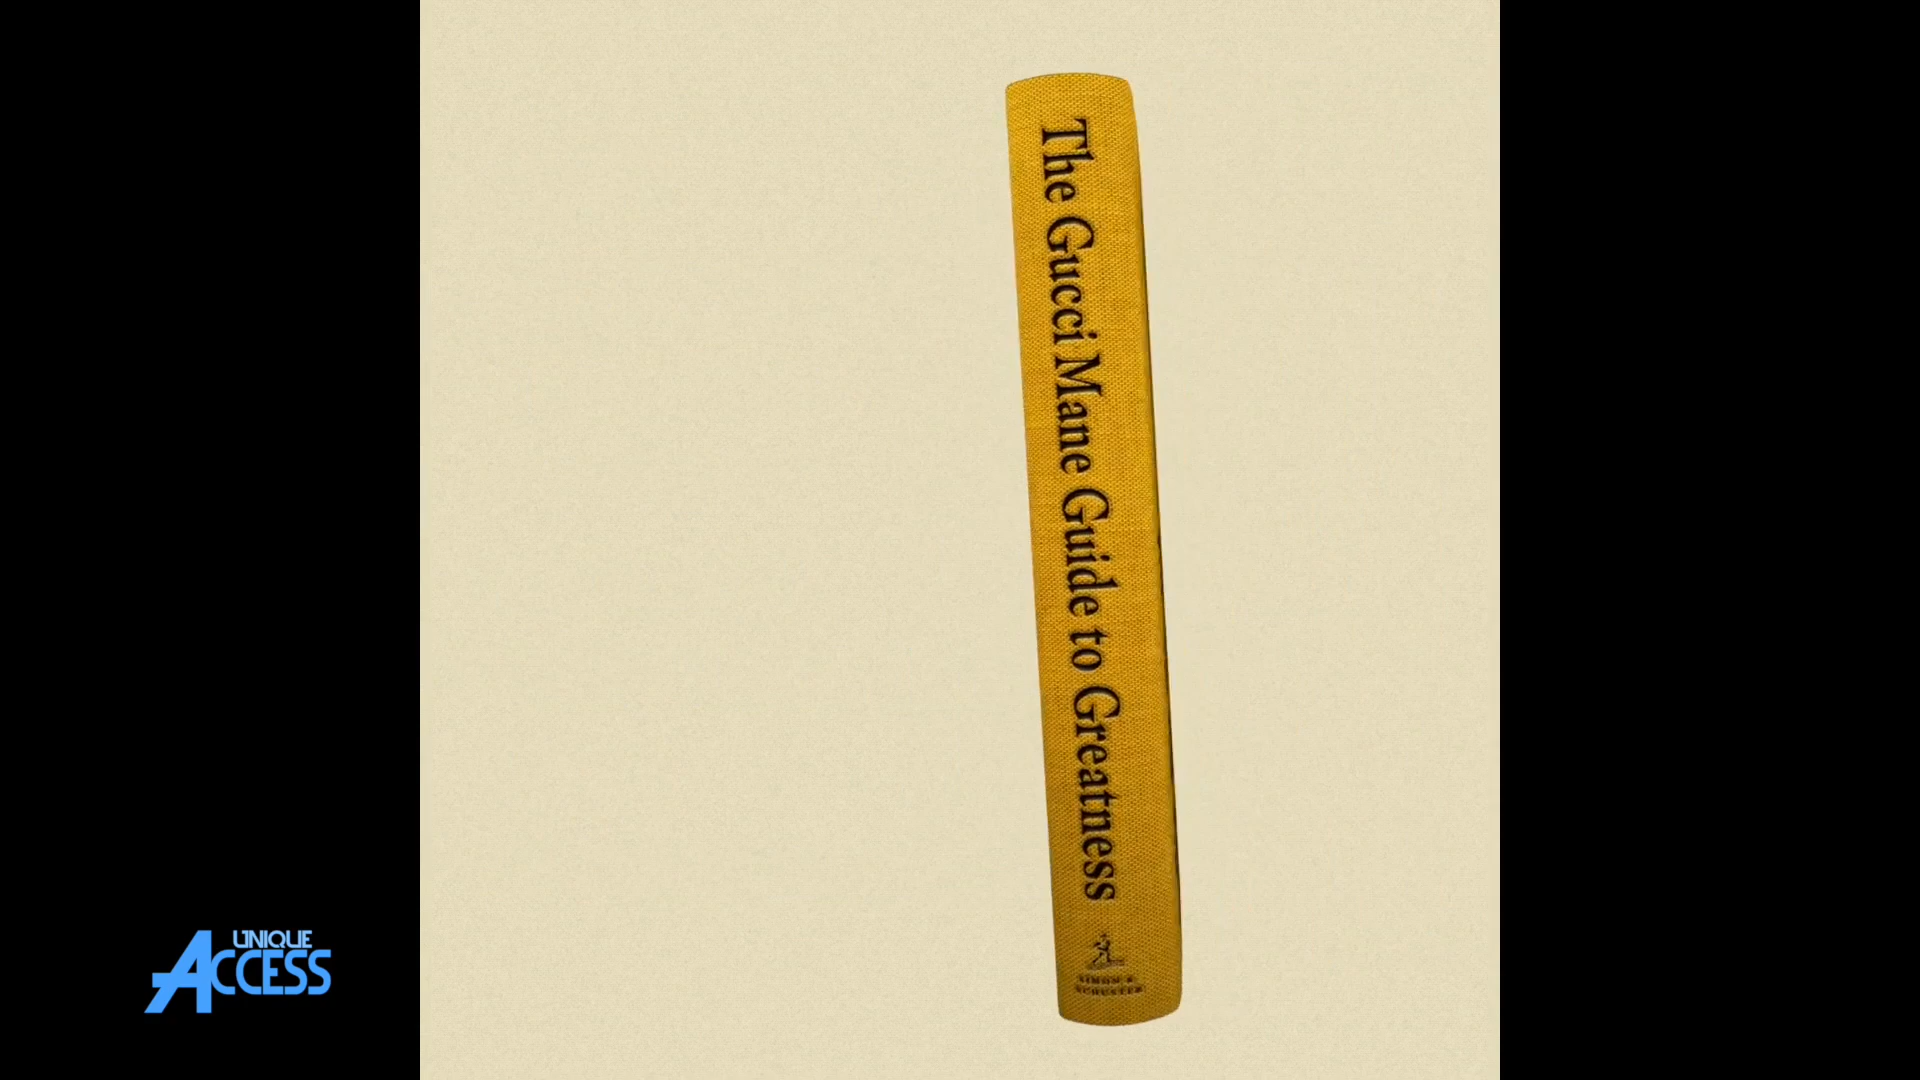 The Gucci Mane Guide to Greatness
SIMON &
SCHUSTER
UNIQUE
ACCESS